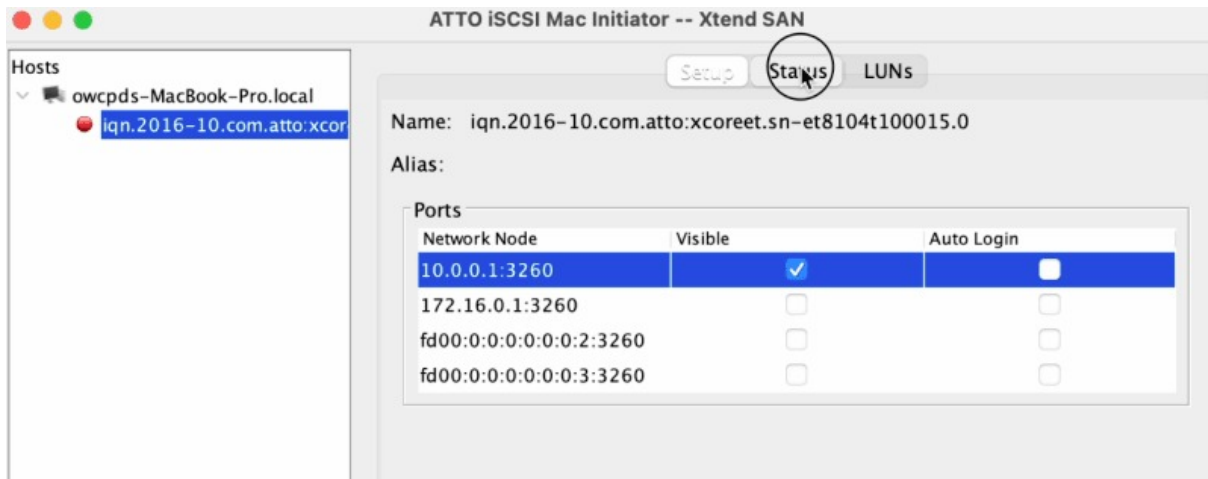 ATTO iSCSI Mac Initiator -- Xtend SAN
Hosts
owcpds-MacBook-Pro.local
iqn.2016-10.com.atto:xcor
Setup Status LUNs
Name: iqn.2016-10.com.atto:xcoreet.sn-et8104t100015.0
Alias:
Ports
Network Node Visible Auto Login
10.0.0.1:3260
172.16.0.1:3260
fd00:0:0:0:0:0:0:2:3260
fd00:0:0:0:0:0:0:3:3260